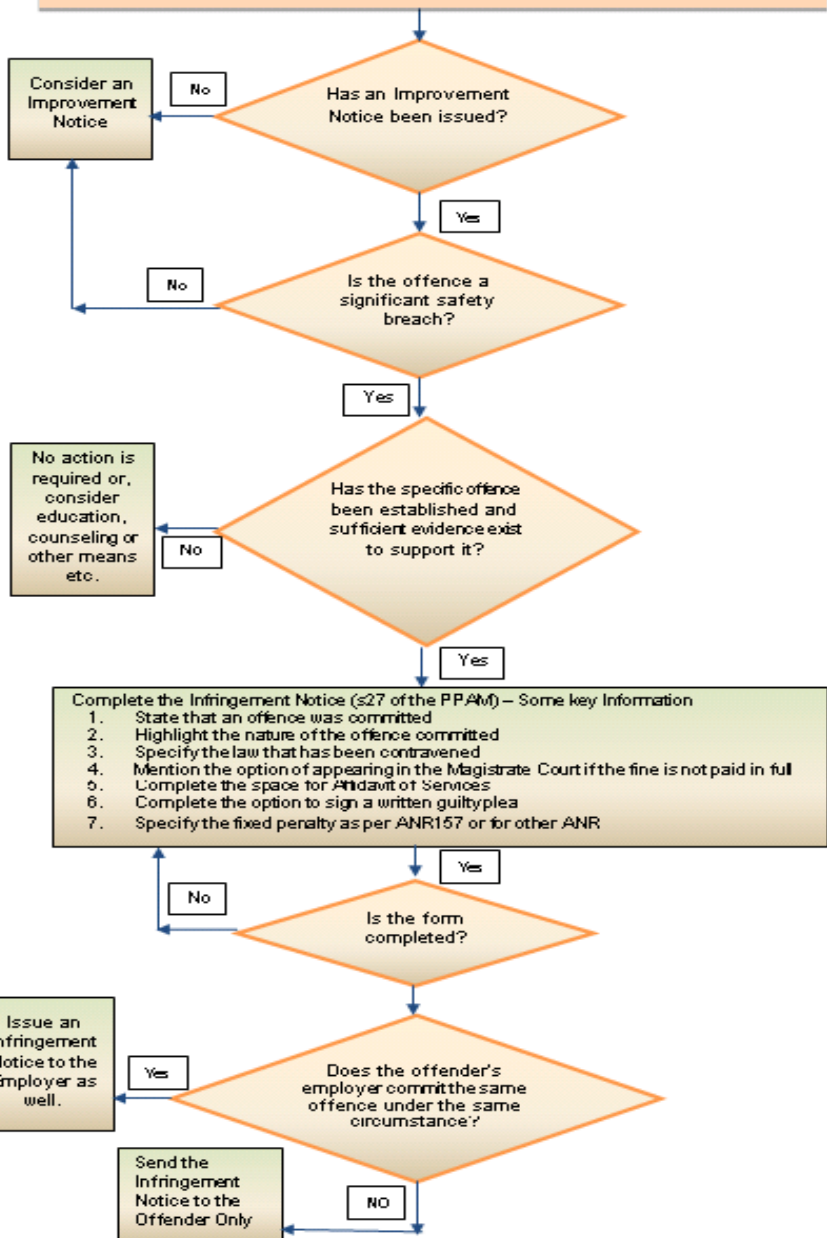 Has an Improvement
Notice been issued?
No
Consider an
Improvement
Notice
Yes
Is the offence a
significant safety
breach?
No
Yes
Has the specific offence
been established and
sufficient evidence exist
to support it?
No
No action is
required or,
consider
education,
counseling or
other means
etc.
Yes
Complete the Infringement Notice (s27 of the PPAM) – Some key Information
1. State that an offence was committed
2. Highlight the nature of the offence committed
3. Specify the law that has been contravened
4. Mention the option of appearing in the Magistrate Court if the fine is not paid in full
5. Complete the space for Affidavit of Services
6. Complete the option to sign a written guilty plea
7. Specify the fixed penalty as per ANR157 or for other ANR
Yes
No
Is the form
completed?
Does the offender's
employer commit the same
offence under the same
circumstance?
Yes
Issue an
nfringement
Notice to the
Employer as
well.
NO
Send the
Infringement
Notice to the
Offender Only